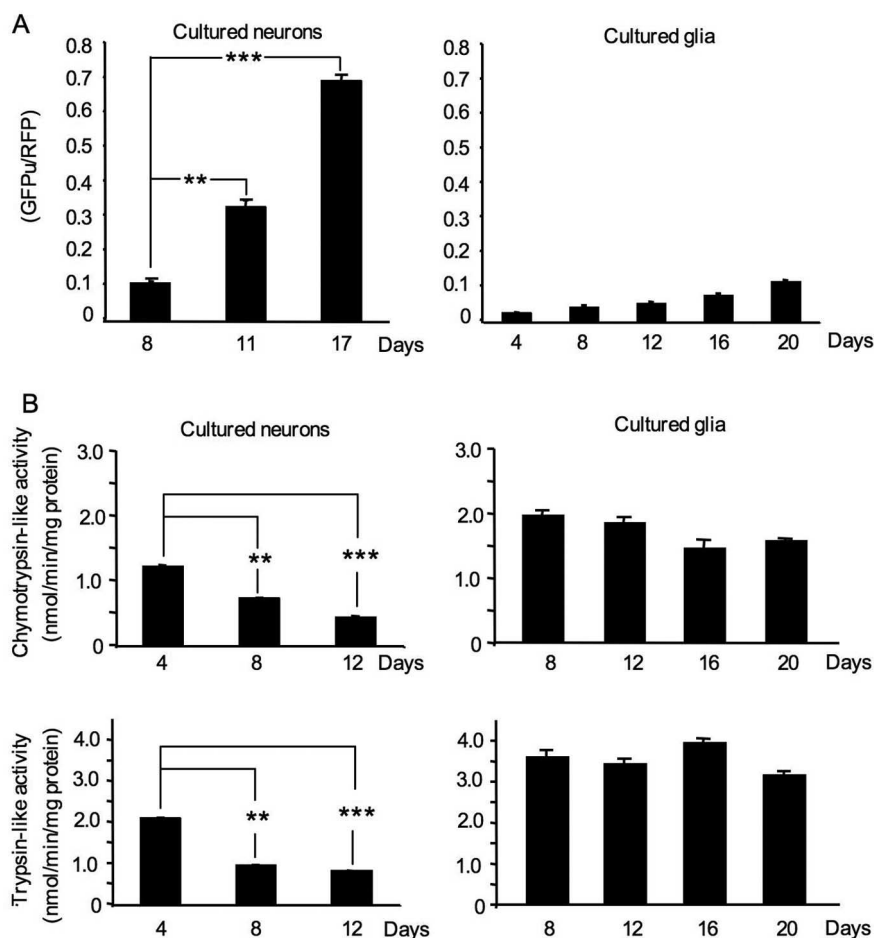 A
Cultured neurons
Cultured glia
(GFPu/RFP)
0.8
0.7
0.6
0.5
0.4
0.3
0.2
0.1
0
***
**
8 11 17 Days
0.8
0.7
0.6
0.5
0.4
0.3
0.2
0.1
0
4 8 12 16 20 Days
B
Cultured neurons
Cultured glia
Chymotrypsin-like activity
(nmol/min/mg protein)
3.0
2.0
1.0
0
**
***
4 8 12 Days
3.0
2.0
1.0
0
8 12 16 20 Days
Trypsin-like activity
(nmol/min/mg protein)
4.0
3.0
2.0
1.0
0
**
***
4 8 12 Days
4.0
3.0
2.0
1.0
0
8 12 16 20 Days